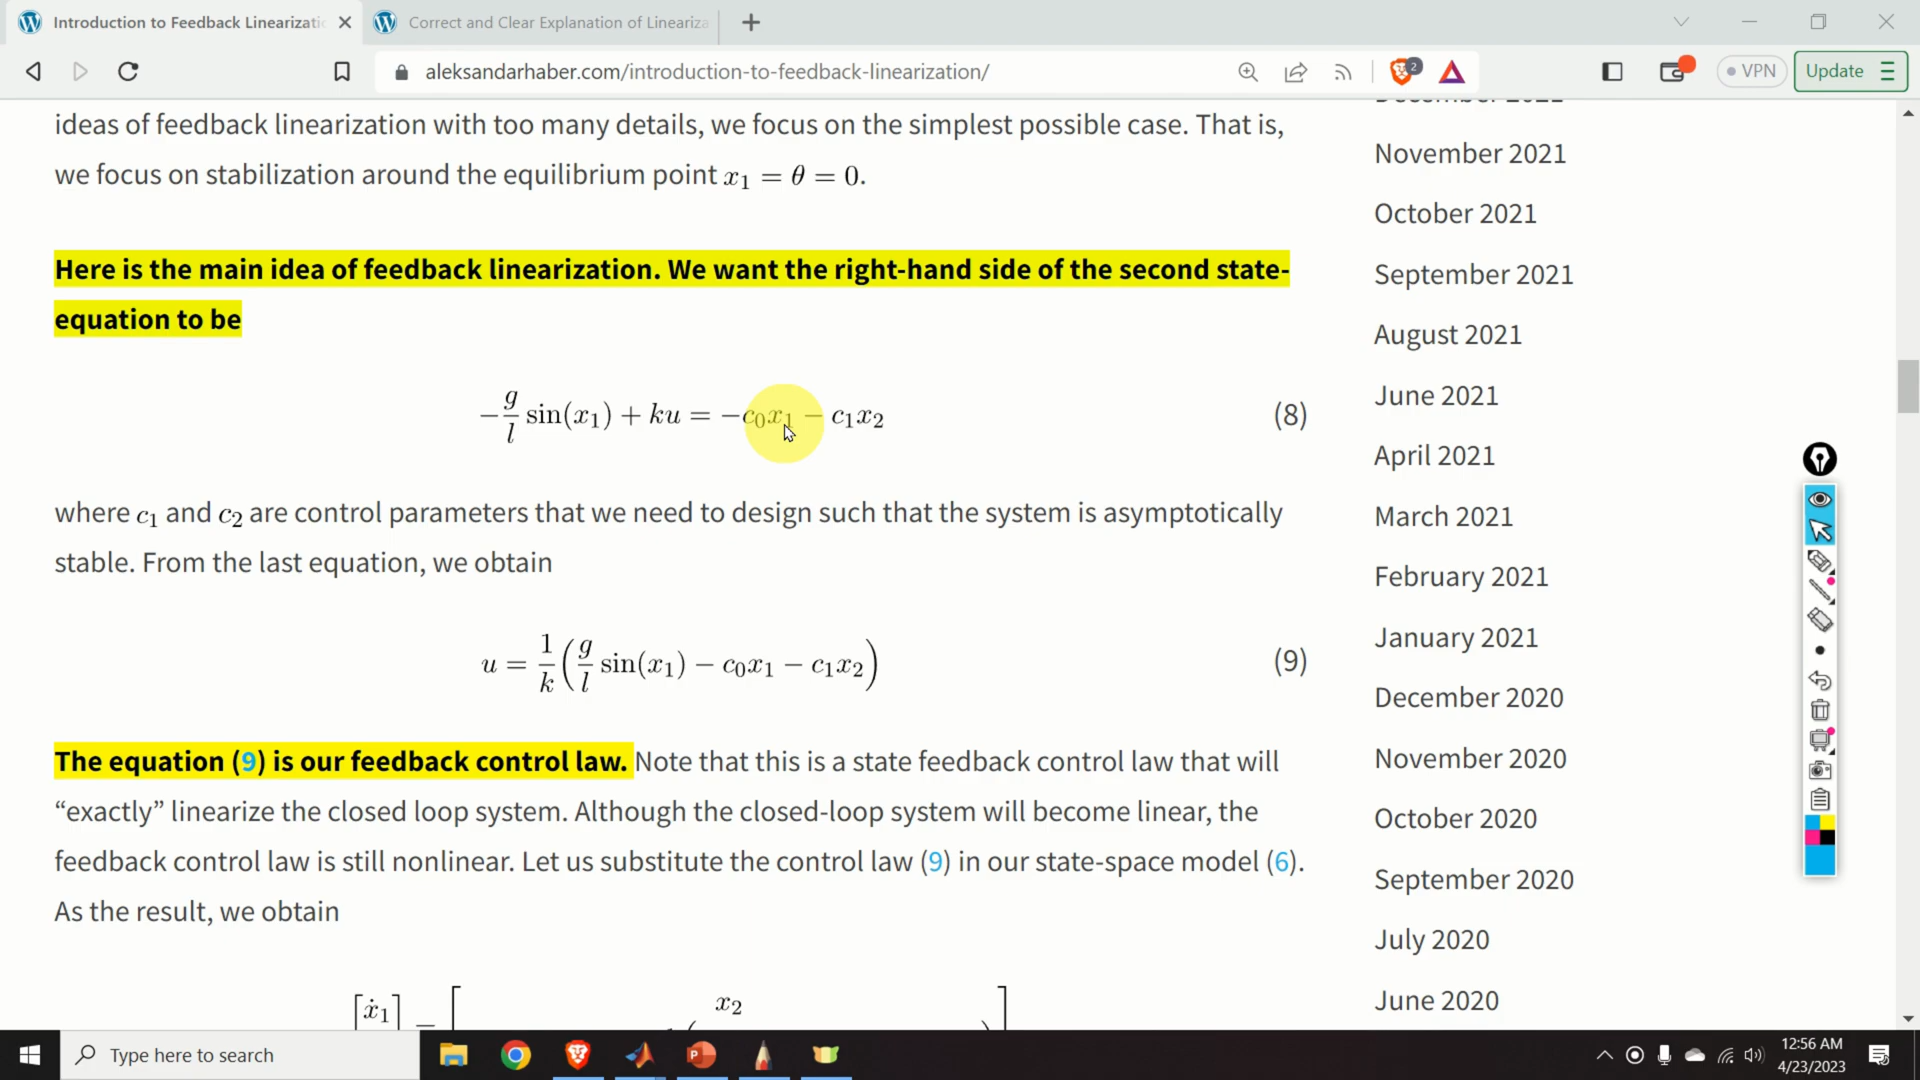 Introduction to Feedback Linearizati
Correct and Clear Explanation of Lineariza
aleksandarhaber.com/introduction-to-feedback-linearization/
2
VPN
Update
ideas of feedback linearization with too many details, we focus on the simplest possible case. That is,
we focus on stabilization around the equilibrium point x₁ = θ = 0.
Here is the main idea of feedback linearization. We want the right-hand side of the second state-
equation to be
−g/l sin(x₁) + ku = −c₀x₁ − c₁x₂ (8)
where c₁ and c₂ are control parameters that we need to design such that the system is asymptotically
stable. From the last equation, we obtain
u = 1/k (g/l sin(x₁) − c₀x₁ − c₁x₂) (9)
The equation (9) is our feedback control law. Note that this is a state feedback control law that will
“exactly” linearize the closed loop system. Although the closed-loop system will become linear, the
feedback control law is still nonlinear. Let us substitute the control law (9) in our state-space model (6).
As the result, we obtain
[ẋ₁] = [ x₂ ]
December 2021
November 2021
October 2021
September 2021
August 2021
June 2021
April 2021
March 2021
February 2021
January 2021
December 2020
November 2020
October 2020
September 2020
July 2020
June 2020
Type here to search
12:56 AM
4/23/2023